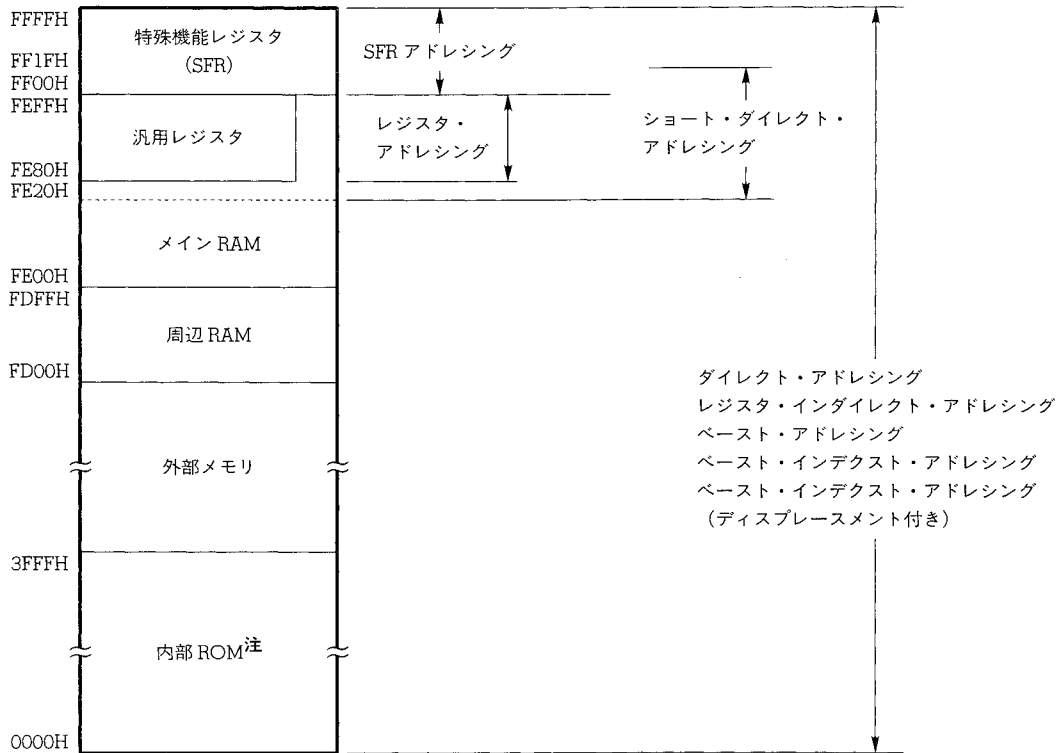 FFFFH
特殊機能レジスタ
(SFR)
SFR アドレシング
FF1FH
FF00H
FEFFH
汎用レジスタ
レジスタ・
アドレシング
ショート・ダイレクト・
アドレシング
FE80H
FE20H
メイン RAM
FE00H
FDFFH
周辺 RAM
FD00H
ダイレクト・アドレシング
レジスタ・インダイレクト・アドレシング
ベースト・アドレシング
ベースト・インデクスト・アドレシング
ベースト・インデクスト・アドレシング
(ディスプレースメント付き)
外部メモリ
3FFFH
内部 ROM注
0000H